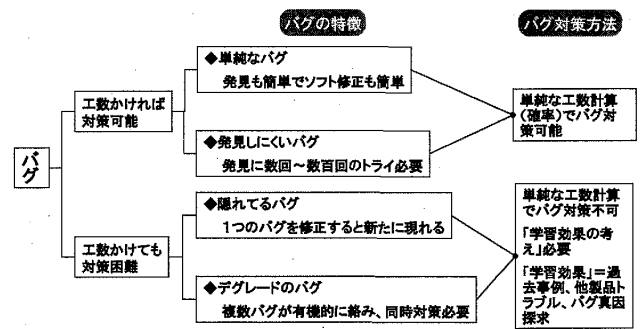 バグの特徴
バグ対策方法
バグ
工数かければ
対策可能
◆単純なバグ
発見も簡単でソフト修正も簡単
◆発見しにくいバグ
発見に数回～数百回のトライ必要
単純な工数計算
(確率)でバグ対
策可能
工数かけても
対策困難
◆隠れてるバグ
1つのバグを修正すると新たに現れる
◆デグレードのバグ
複数バグが有機的に絡み、同時対策必要
単純な工数計算
でバグ対策不可
「学習効果の考
え」必要
「学習効果」=過
去事例、他製品ト
ラブル、バグ真因
探求